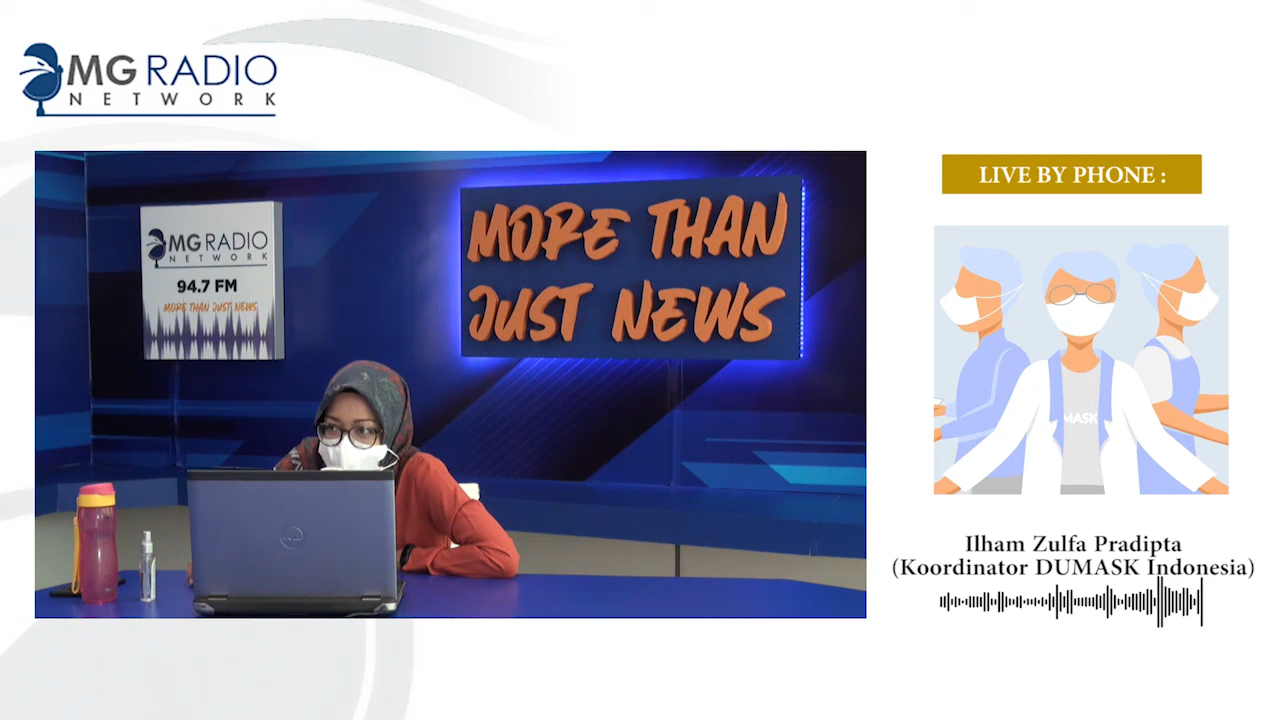 MG RADIO
NETWORK
LIVE BY PHONE :
MG RADIO
NETWORK
94.7 FM
MORE THAN JUST NEWS
MORE THAN
JUST NEWS
DELL
MASK
Ilham Zulfa Pradipta
(Koordinator DUMASK Indonesia)